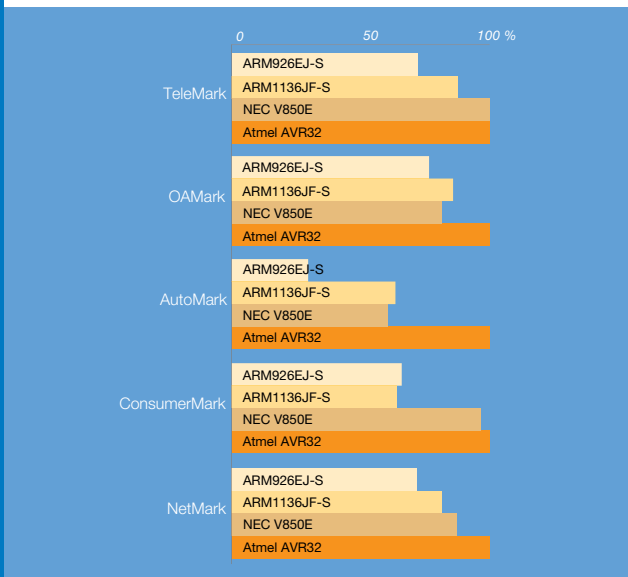 0 50 100 %
TeleMark
ARM926EJ-S
ARM1136JF-S
NEC V850E
Atmel AVR32
OAMark
ARM926EJ-S
ARM1136JF-S
NEC V850E
Atmel AVR32
AutoMark
ARM926EJ-S
ARM1136JF-S
NEC V850E
Atmel AVR32
ConsumerMark
ARM926EJ-S
ARM1136JF-S
NEC V850E
Atmel AVR32
NetMark
ARM926EJ-S
ARM1136JF-S
NEC V850E
Atmel AVR32